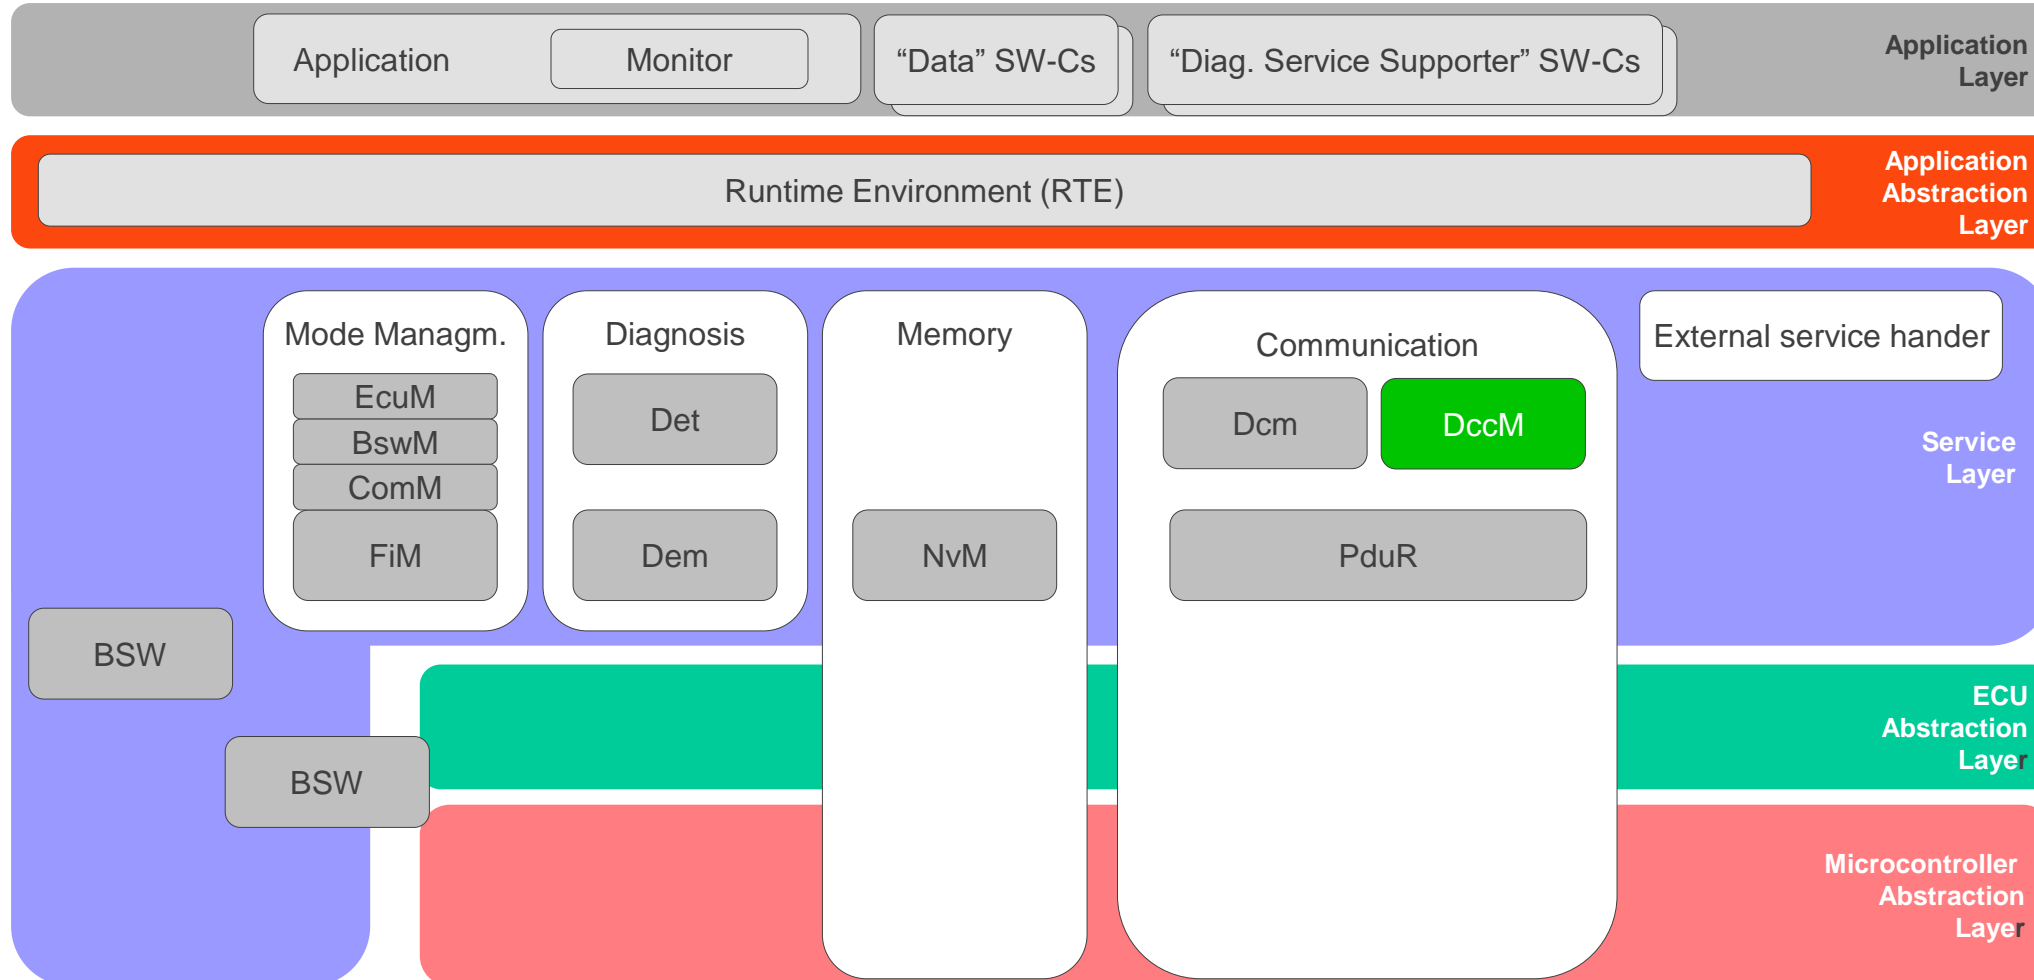 Application
Monitor
“Data” SW-Cs
“Diag. Service Supporter” SW-Cs
Application
Layer
Runtime Environment (RTE)
Application
Abstraction
Layer
Mode Managm.
EcuM
BswM
ComM
FiM
Diagnosis
Det
Dem
Memory
NvM
Communication
Dcm
DccM
PduR
External service hander
Service
Layer
BSW
BSW
ECU
Abstraction
Layer
Microcontroller
Abstraction
Layer